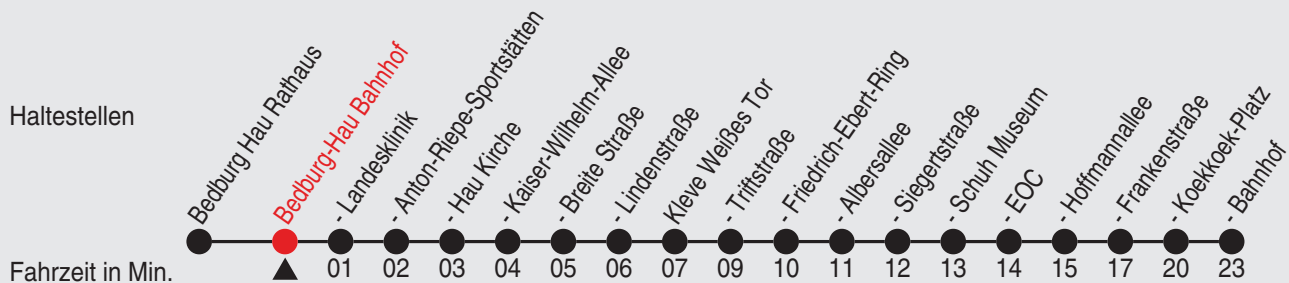 Haltestellen
Bedburg Hau Rathaus
Bedburg-Hau Bahnhof
- Landesklinik
- Anton-Riepe-Sportstätten
- Hau Kirche
- Kaiser-Wilhelm-Allee
- Breite Straße
- Lindenstraße
Kleve Weißes Tor
- Triftstraße
- Friedrich-Ebert-Ring
- Albersallee
- Siegertstraße
- Schuh Museum
- EOC
- Hoffmannallee
- Frankenstraße
- Koekkoek-Platz
- Bahnhof
Fahrzeit in Min. 01 02 03 04 05 06 07 09 10 11 12 13 14 15 17 20 23